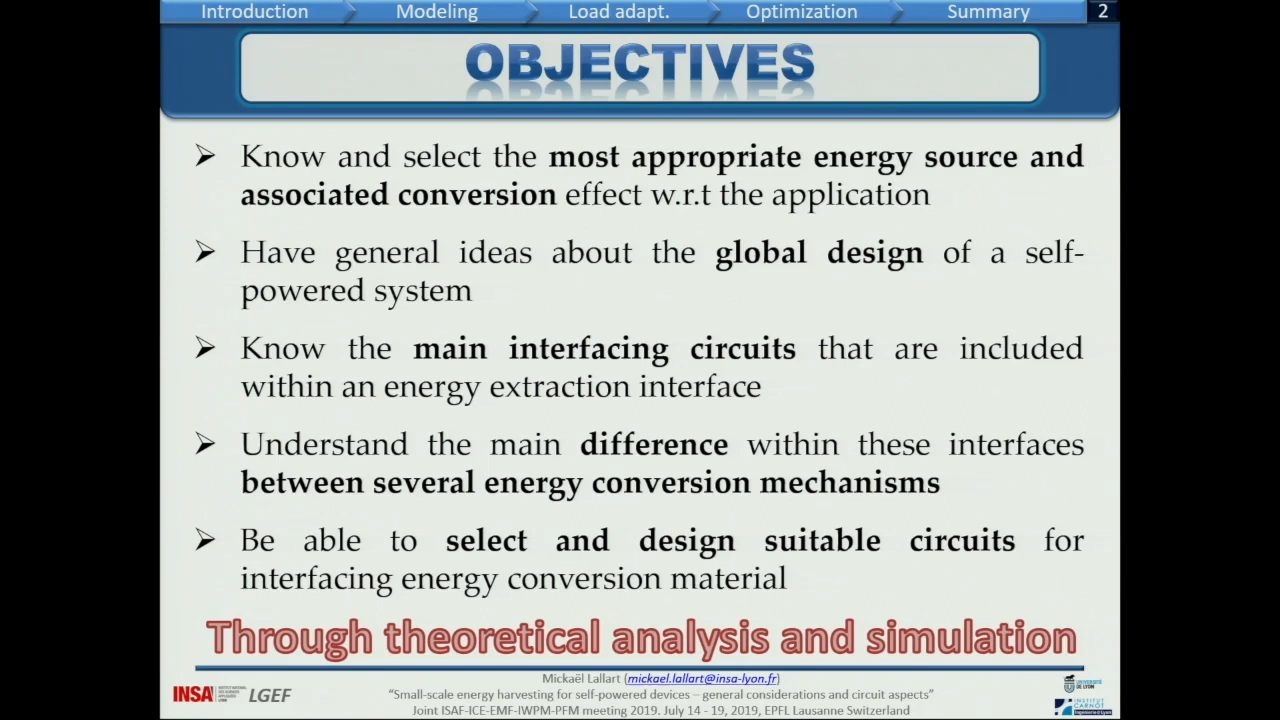 Introduction Modeling Load adapt. Optimization Summary 2
OBJECTIVES
➢ Know and select the most appropriate energy source and
associated conversion effect w.r.t the application
➢ Have general ideas about the global design of a self-
powered system
➢ Know the main interfacing circuits that are included
within an energy extraction interface
➢ Understand the main difference within these interfaces
between several energy conversion mechanisms
➢ Be able to select and design suitable circuits for
interfacing energy conversion material
Through theoretical analysis and simulation
Mickaël Lallart (mickael.lallart@insa-lyon.fr)
INSA LGEF
“Small-scale energy harvesting for self-powered devices – general considerations and circuit aspects”
Joint ISAF-ICE-EMF-IWPM-PFM meeting 2019. July 14 - 19, 2019, EPFL Lausanne Switzerland
UNIVERSITÉ
DE LYON
INSTITUT
CARNOT